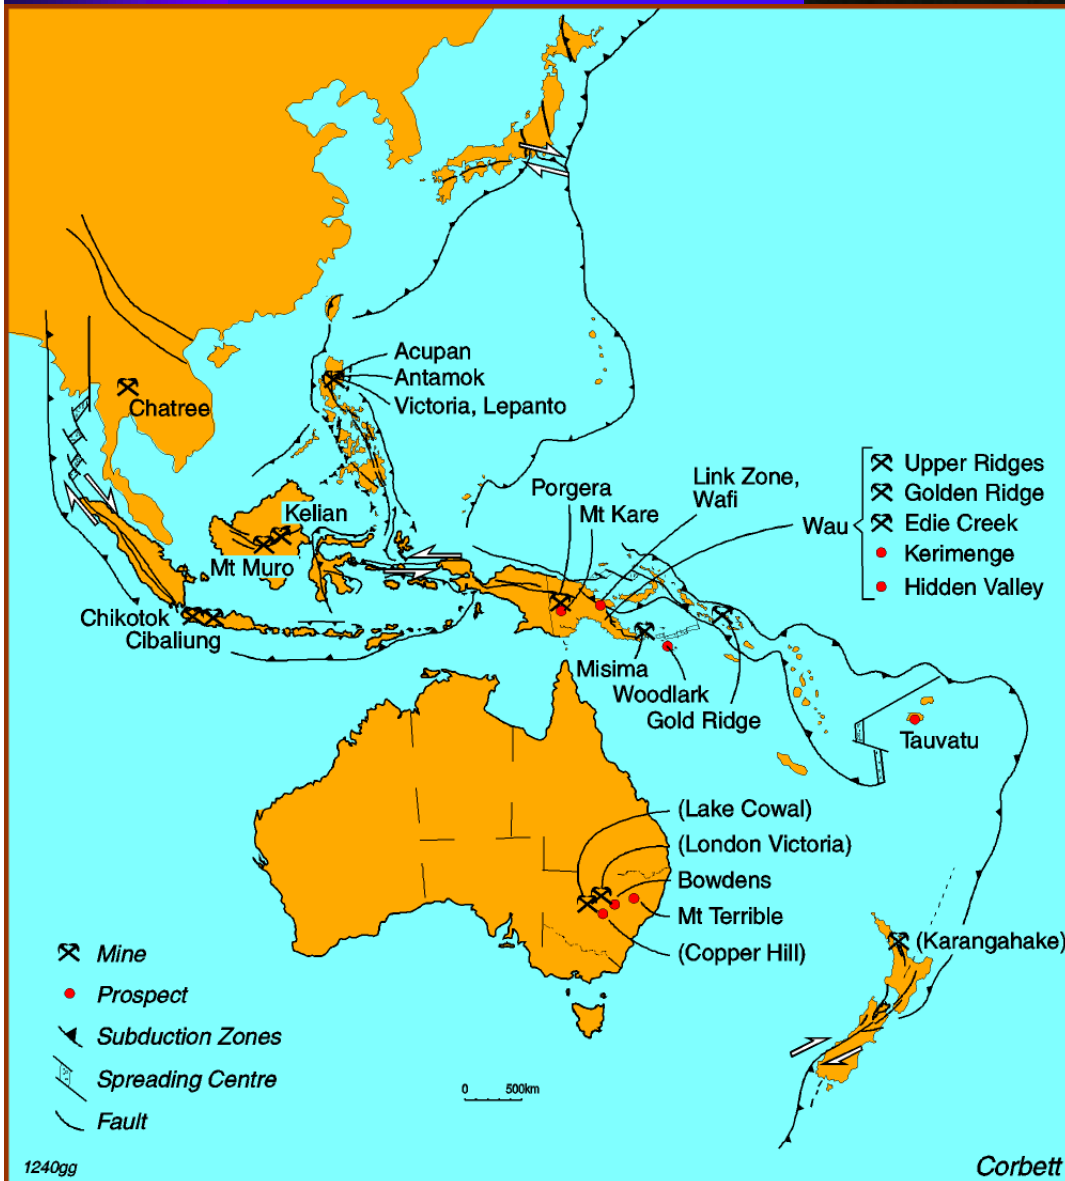 Acupan
Antamok
Victoria, Lepanto
Chatree
Link Zone,
Wafi
Porgera
Mt Kare
Wau
Upper Ridges
Golden Ridge
Edie Creek
Kerimenge
Hidden Valley
Kelian
Mt Muro
Chikotok
Cibaliung
Misima
Woodlark
Gold Ridge
Tauvatu
(Lake Cowal)
(London Victoria)
Bowdens
Mt Terrible
(Copper Hill)
(Karangahake)
Mine
Prospect
Subduction Zones
Spreading Centre
Fault
0 500km
1240gg
Corbett